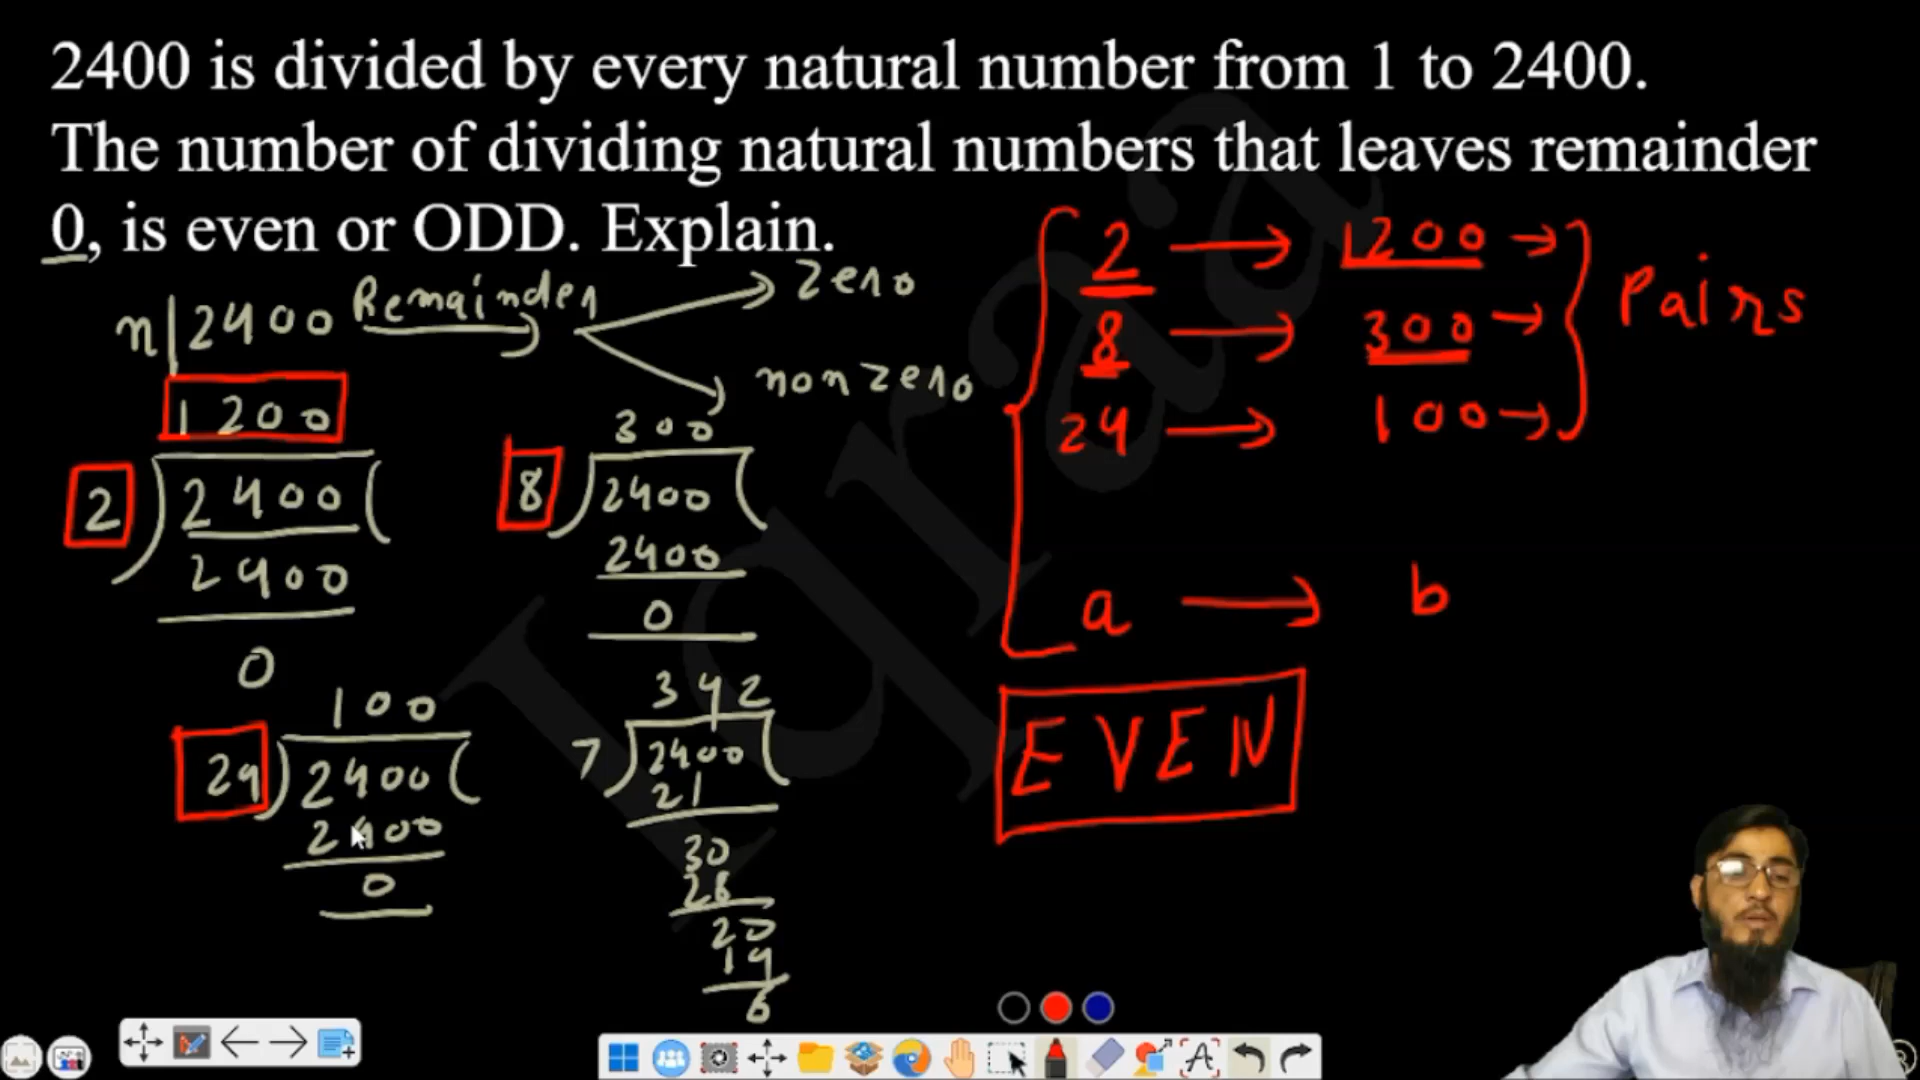 2400 is divided by every natural number from 1 to 2400.
The number of dividing natural numbers that leaves remainder
0, is even or ODD. Explain.
n|2400 Remainder → Zero
non zero
1200
2 ) 2400 (
2400
0
300
8 ) 2400 (
2400
0
100
24 ) 2400 (
2400
0
342
7 ) 2400 (
21
30
28
20
14
6
2 → 1200 →
8 → 300 →
24 → 100 →
Pairs
a → b
EVEN
Iqraa